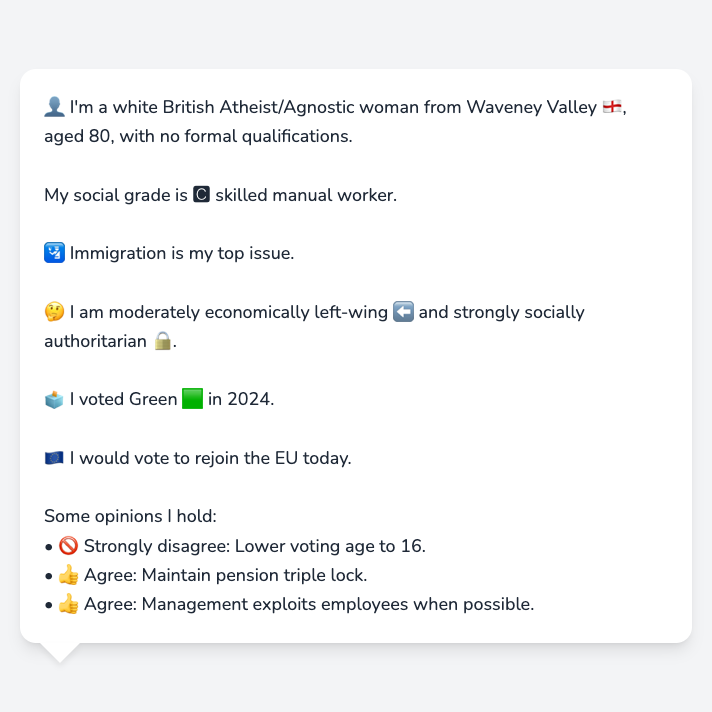 👤 I'm a white British Atheist/Agnostic woman from Waveney Valley 🏴󠁧󠁢󠁥󠁮󠁧󠁿,
aged 80, with no formal qualifications.
My social grade is 🅲 skilled manual worker.
🛂 Immigration is my top issue.
🤔 I am moderately economically left-wing ⬅️ and strongly socially
authoritarian 🔒.
🗳️ I voted Green 🟩 in 2024.
🇪🇺 I would vote to rejoin the EU today.
Some opinions I hold:
• 🚫 Strongly disagree: Lower voting age to 16.
• 👍 Agree: Maintain pension triple lock.
• 👍 Agree: Management exploits employees when possible.